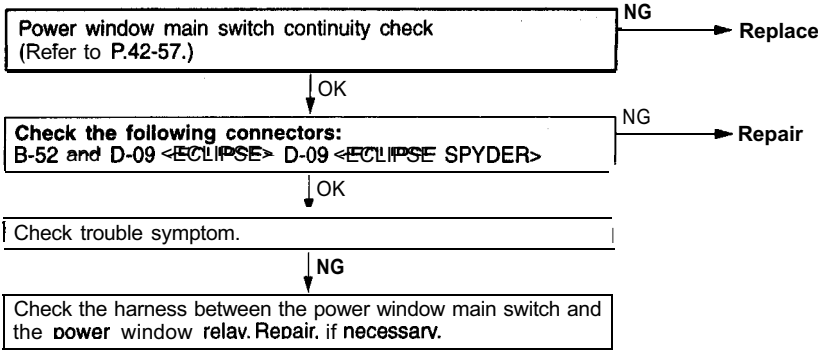 Power window main switch continuity check
(Refer to P.42-57.)
NG
Replace
OK
Check the following connectors:
B-52 and D-09 <ECLIPSE> D-09 <ECLIPSE SPYDER>
NG
Repair
OK
Check trouble symptom.
NG
Check the harness between the power window main switch and
the power window relay. Repair, if necessary.